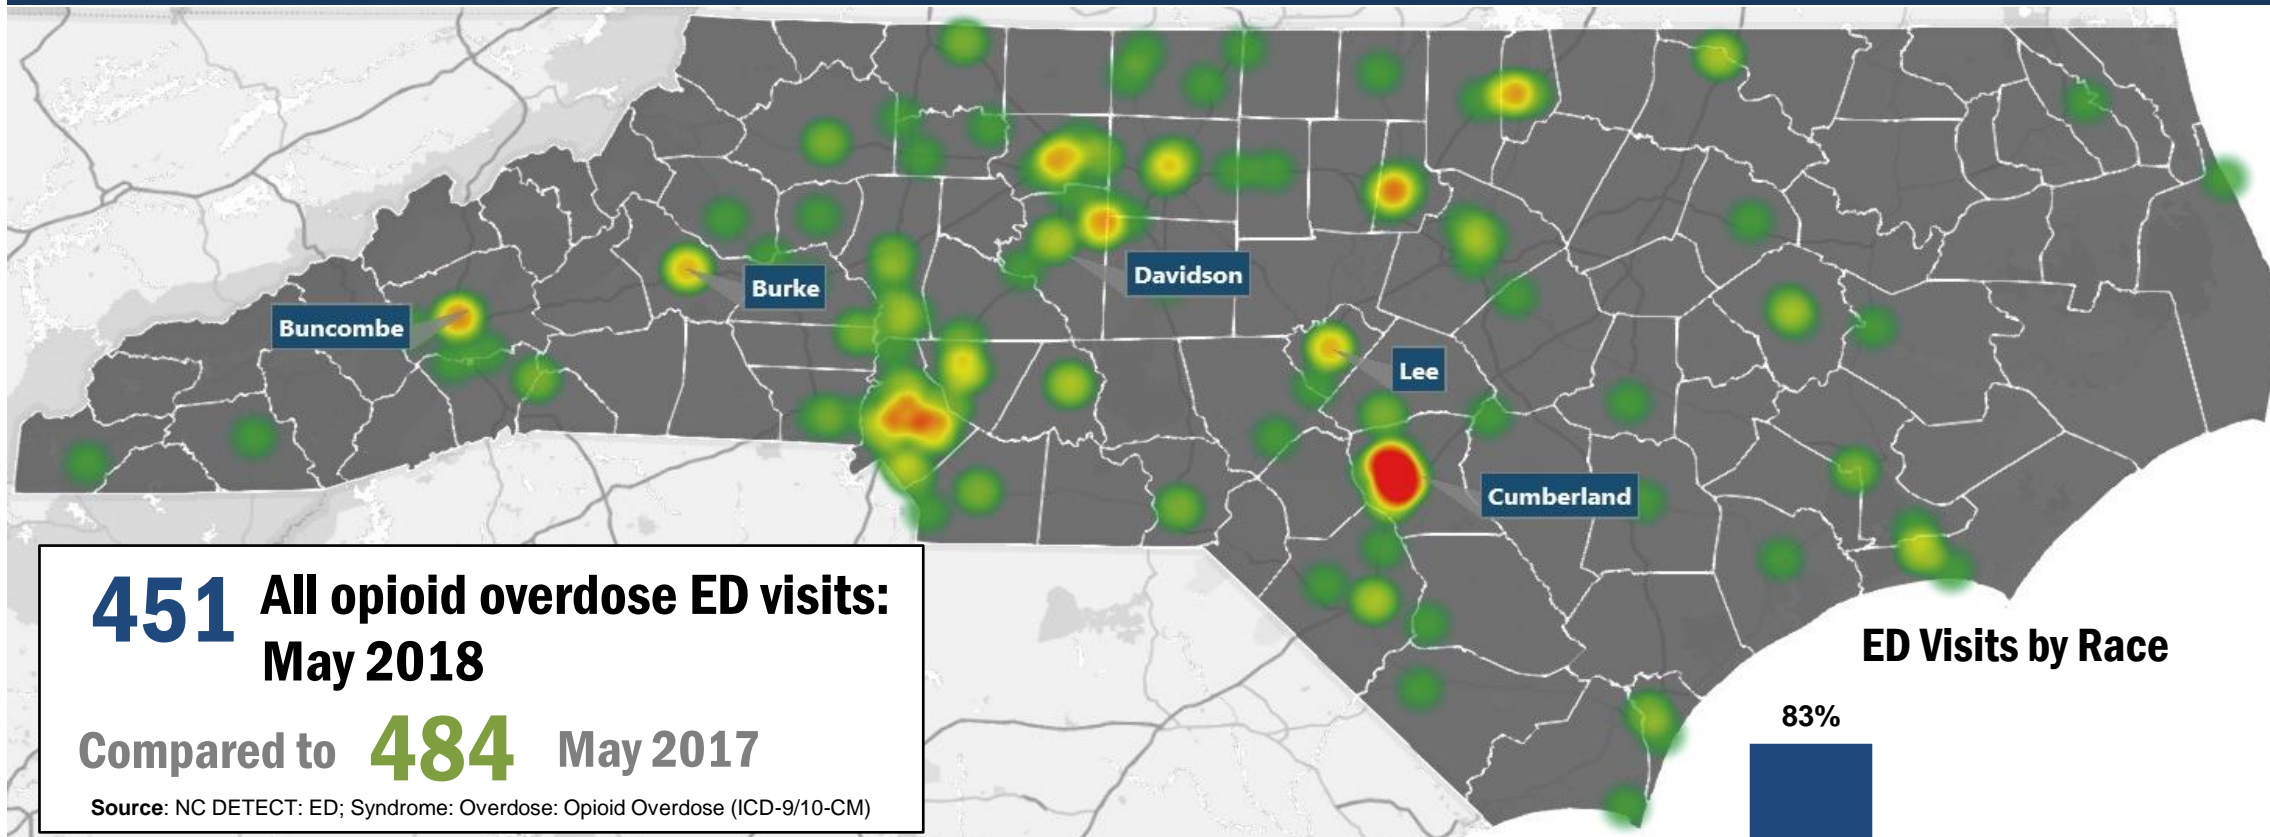 Buncombe
Burke
Davidson
Lee
Cumberland
451 All opioid overdose ED visits:
May 2018
Compared to 484 May 2017
Source: NC DETECT: ED; Syndrome: Overdose: Opioid Overdose (ICD-9/10-CM)
ED Visits by Race
83%